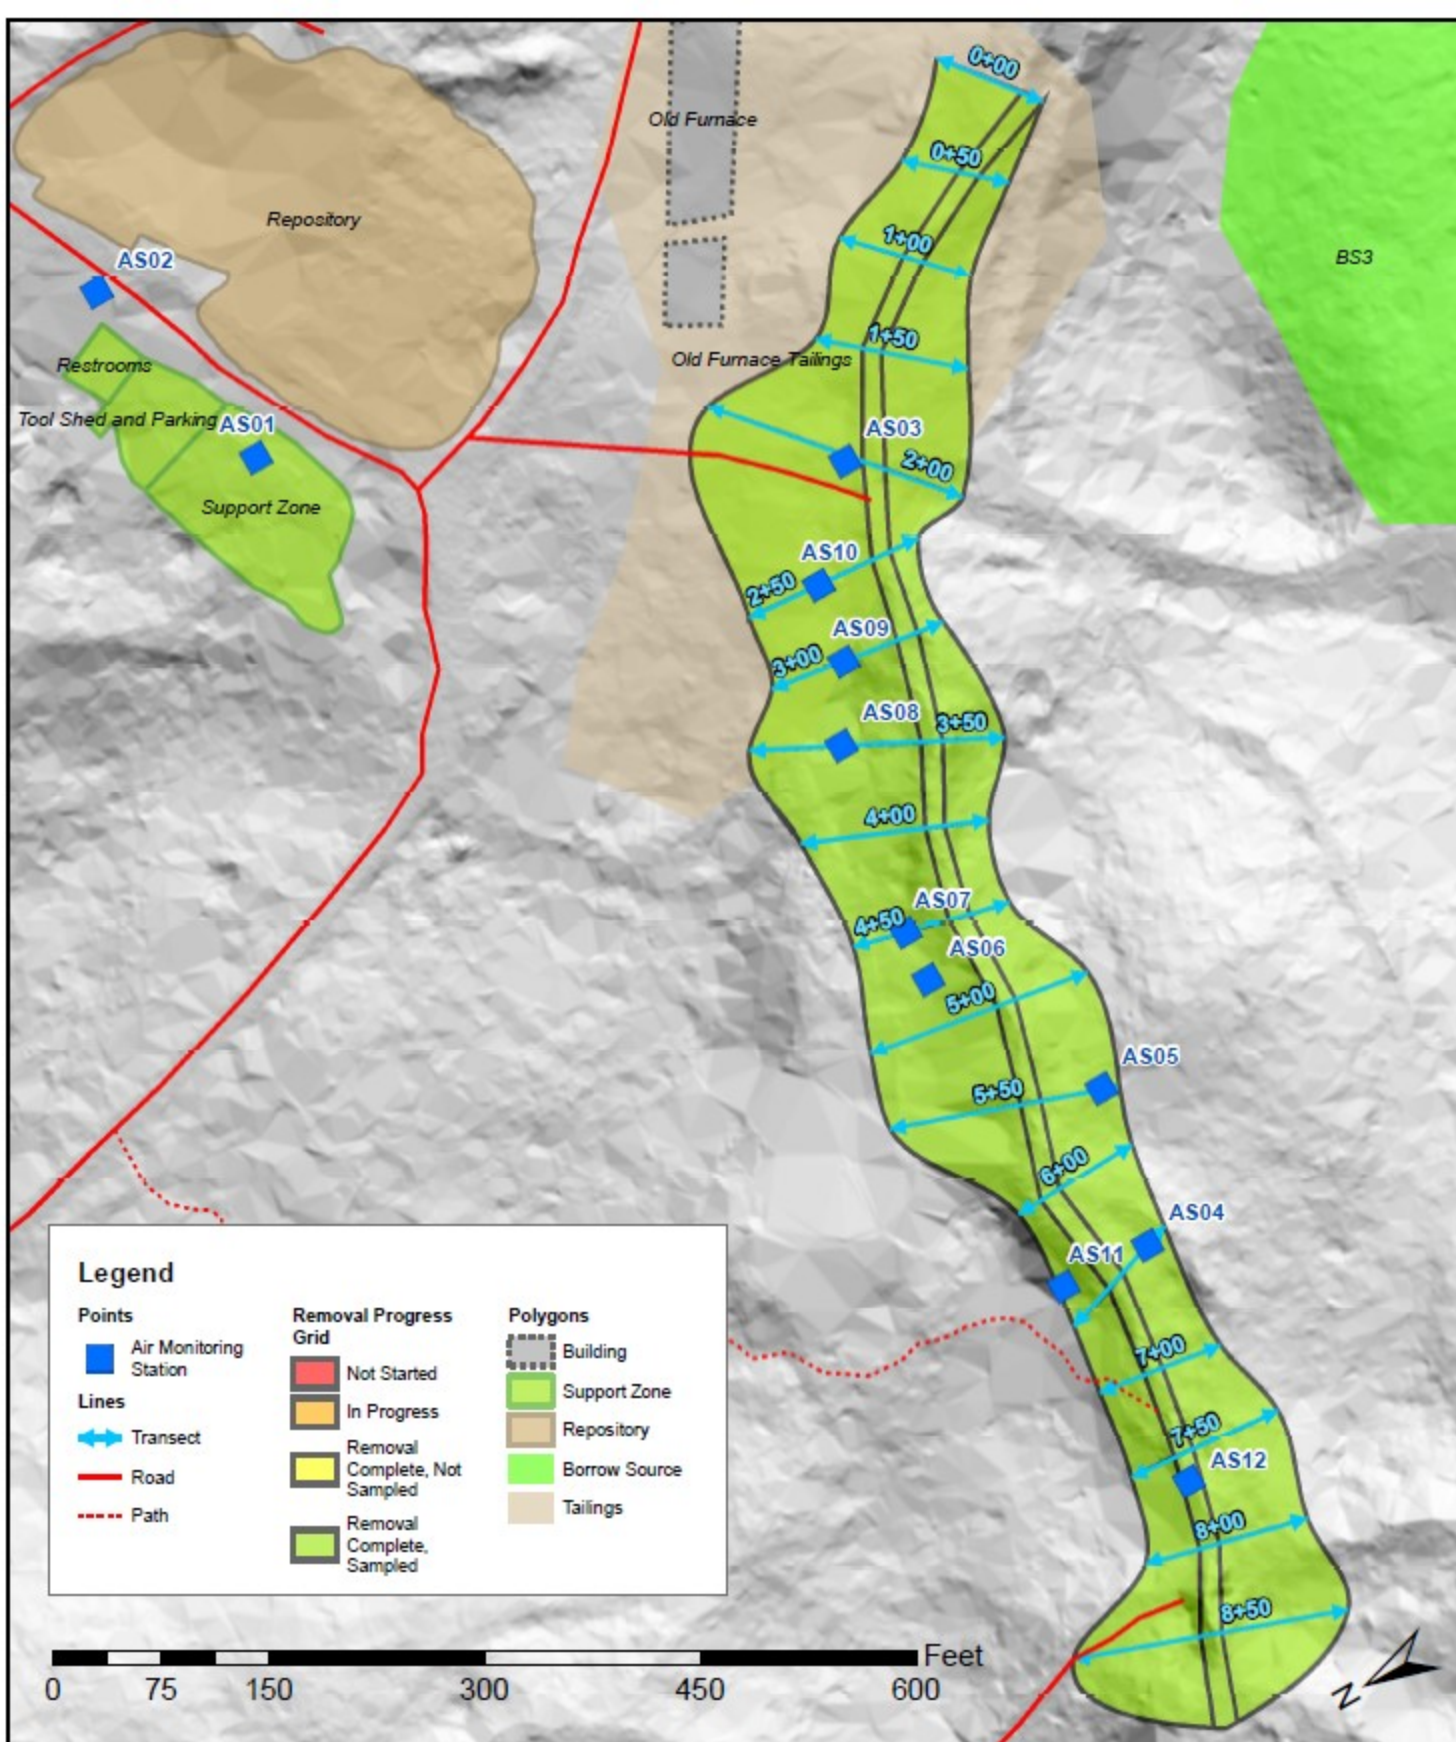 0+00
Old Furnace
0+50
Repository
1+00
AS02
BS3
1+50
Restrooms
Old Furnace Tailings
Tool Shed and Parking
AS01
AS03
2+00
Support Zone
AS10
2+50
AS09
3+00
AS08
3+50
4+00
AS07
4+50
AS06
5+00
AS05
5+50
6+00
AS04
AS11
7+00
7+50
AS12
8+00
8+50
Legend
Points
Air Monitoring
Station
Lines
Transect
Road
Path
Removal Progress
Grid
Not Started
In Progress
Removal
Complete, Not
Sampled
Removal
Complete,
Sampled
Polygons
Building
Support Zone
Repository
Borrow Source
Tailings
Feet
0 75 150 300 450 600
N